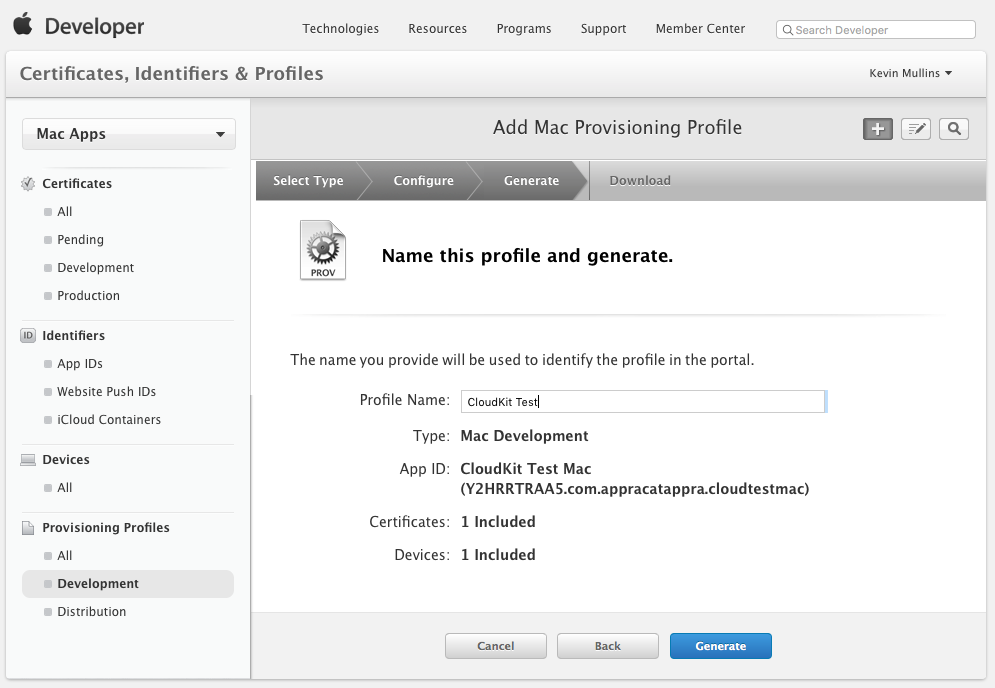 Developer
Technologies Resources Programs Support Member Center Search Developer
Certificates, Identifiers & Profiles
Kevin Mullins
Mac Apps
Certificates
All
Pending
Development
Production
ID Identifiers
App IDs
Website Push IDs
iCloud Containers
Devices
All
Provisioning Profiles
All
Development
Distribution
Add Mac Provisioning Profile
Select Type Configure Generate Download
PROV
Name this profile and generate.
The name you provide will be used to identify the profile in the portal.
Profile Name: CloudKit Test
Type: Mac Development
App ID: CloudKit Test Mac
(Y2HRRTRAA5.com.appracatappra.cloudtestmac)
Certificates: 1 Included
Devices: 1 Included
Cancel Back Generate